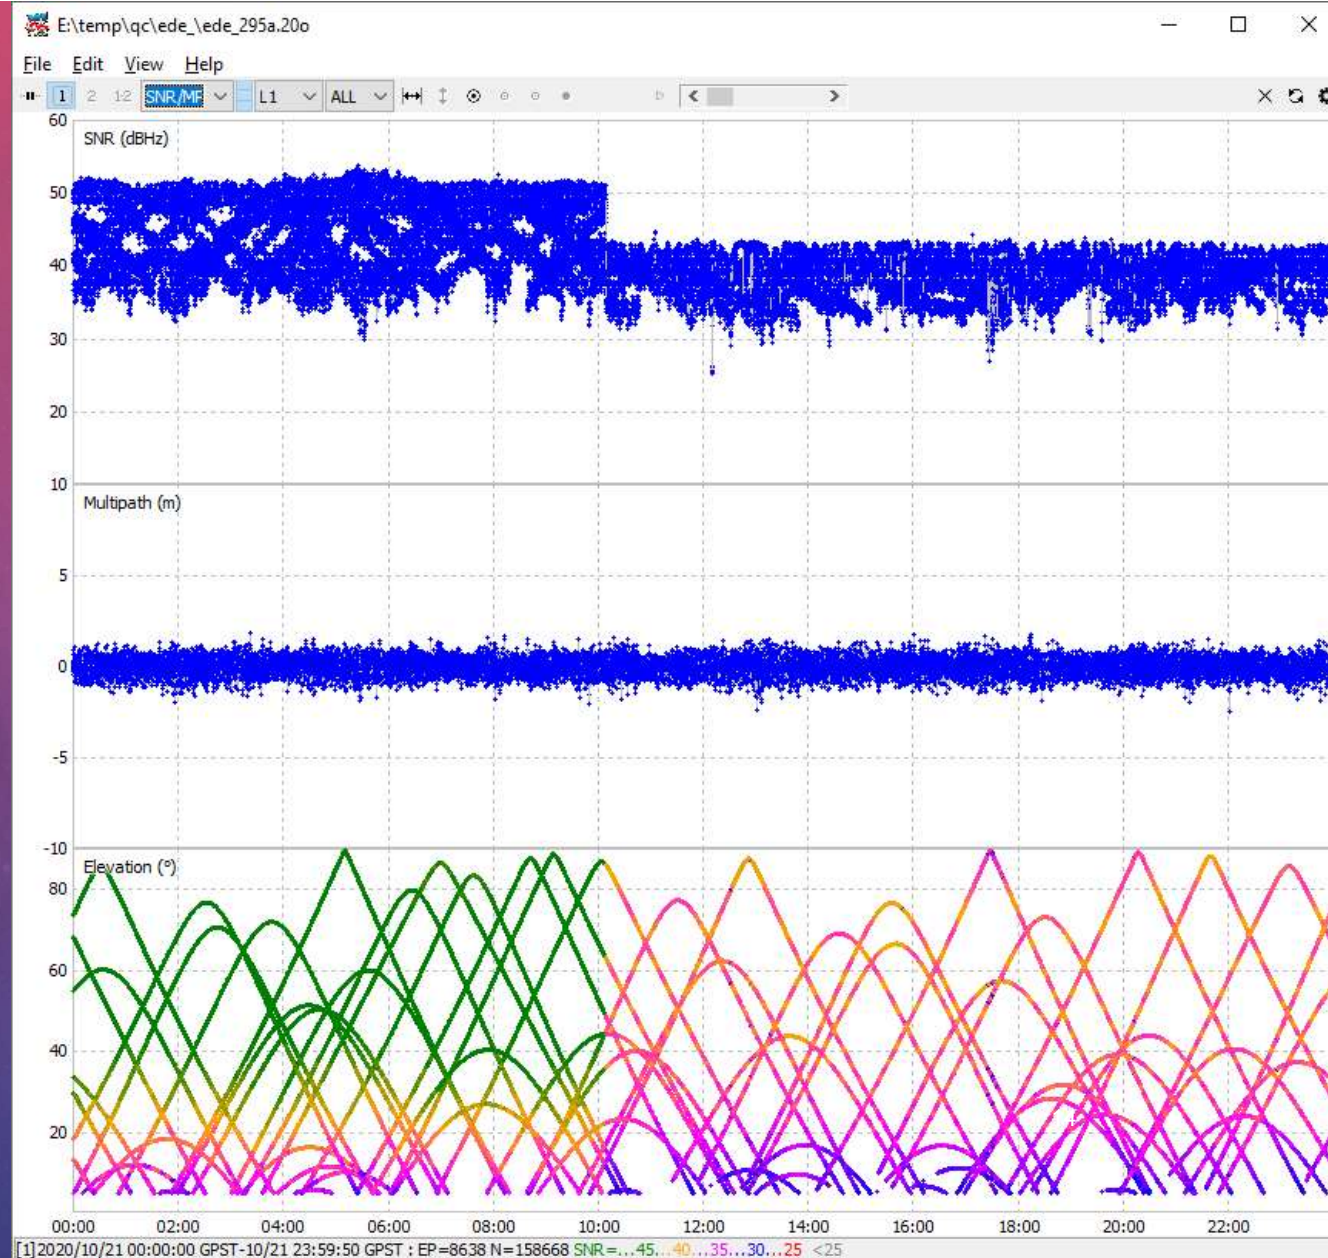 E:\temp\qc\ede_\ede_295a.20o
File Edit View Help
1 2 1-2 SNR/MP L1 ALL
60
SNR (dBHz)
50
40
30
20
10
Multipath (m)
5
0
-5
-10
Elevation (°)
80
60
40
20
00:00 02:00 04:00 06:00 08:00 10:00 12:00 14:00 16:00 18:00 20:00 22:00
[1]2020/10/21 00:00:00 GPST-10/21 23:59:50 GPST : EP=8638 N=158668 SNR=...45...40...35...30...25 <25